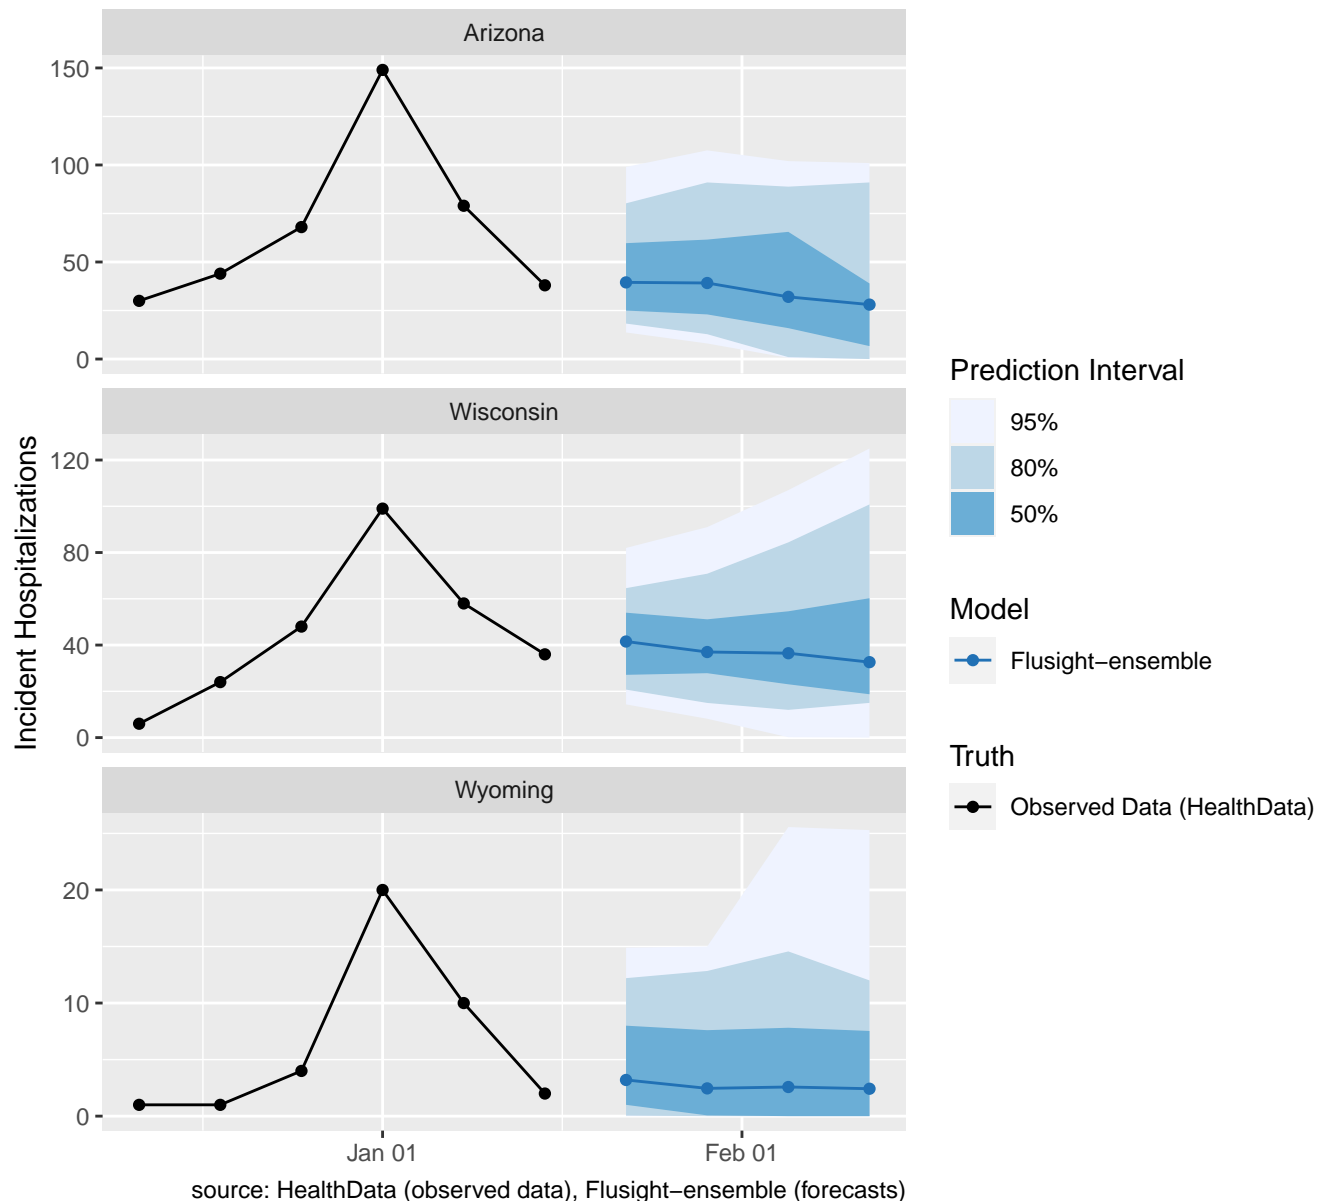 Arizona
150
100
50
0
Wisconsin
120
80
40
0
Wyoming
20
10
0
Incident Hospitalizations
Jan 01
Feb 01
source: HealthData (observed data), Flusight−ensemble (forecasts)
Prediction Interval
95%
80%
50%
Model
Flusight−ensemble
Truth
Observed Data (HealthData)